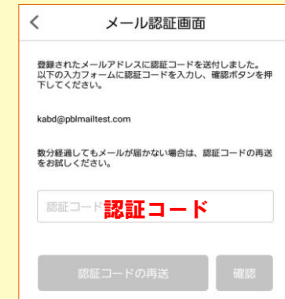 メール認証画面
登録されたメールアドレスに認証コードを送付しました。
以下の入力フォームに認証コードを入力し、確認ボタンを押
下してください。
kabd@pblmailtest.com
数分経過してもメールが届かない場合は、認証コードの再送
をお試しください。
認証コード 認証コード
認証コードの再送 確認